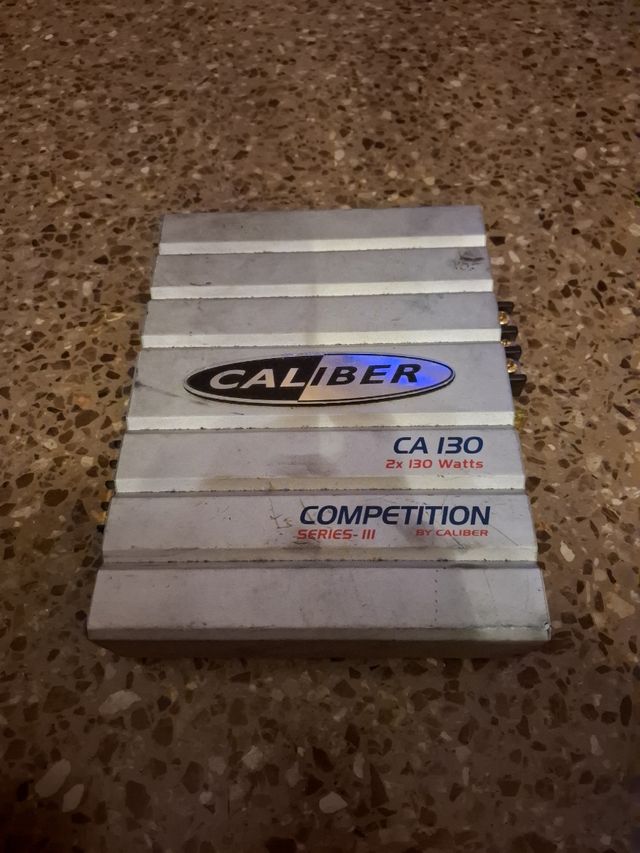 CALIBER
CA 130
2x 130 Watts
COMPETITION
SERIES-III BY CALIBER